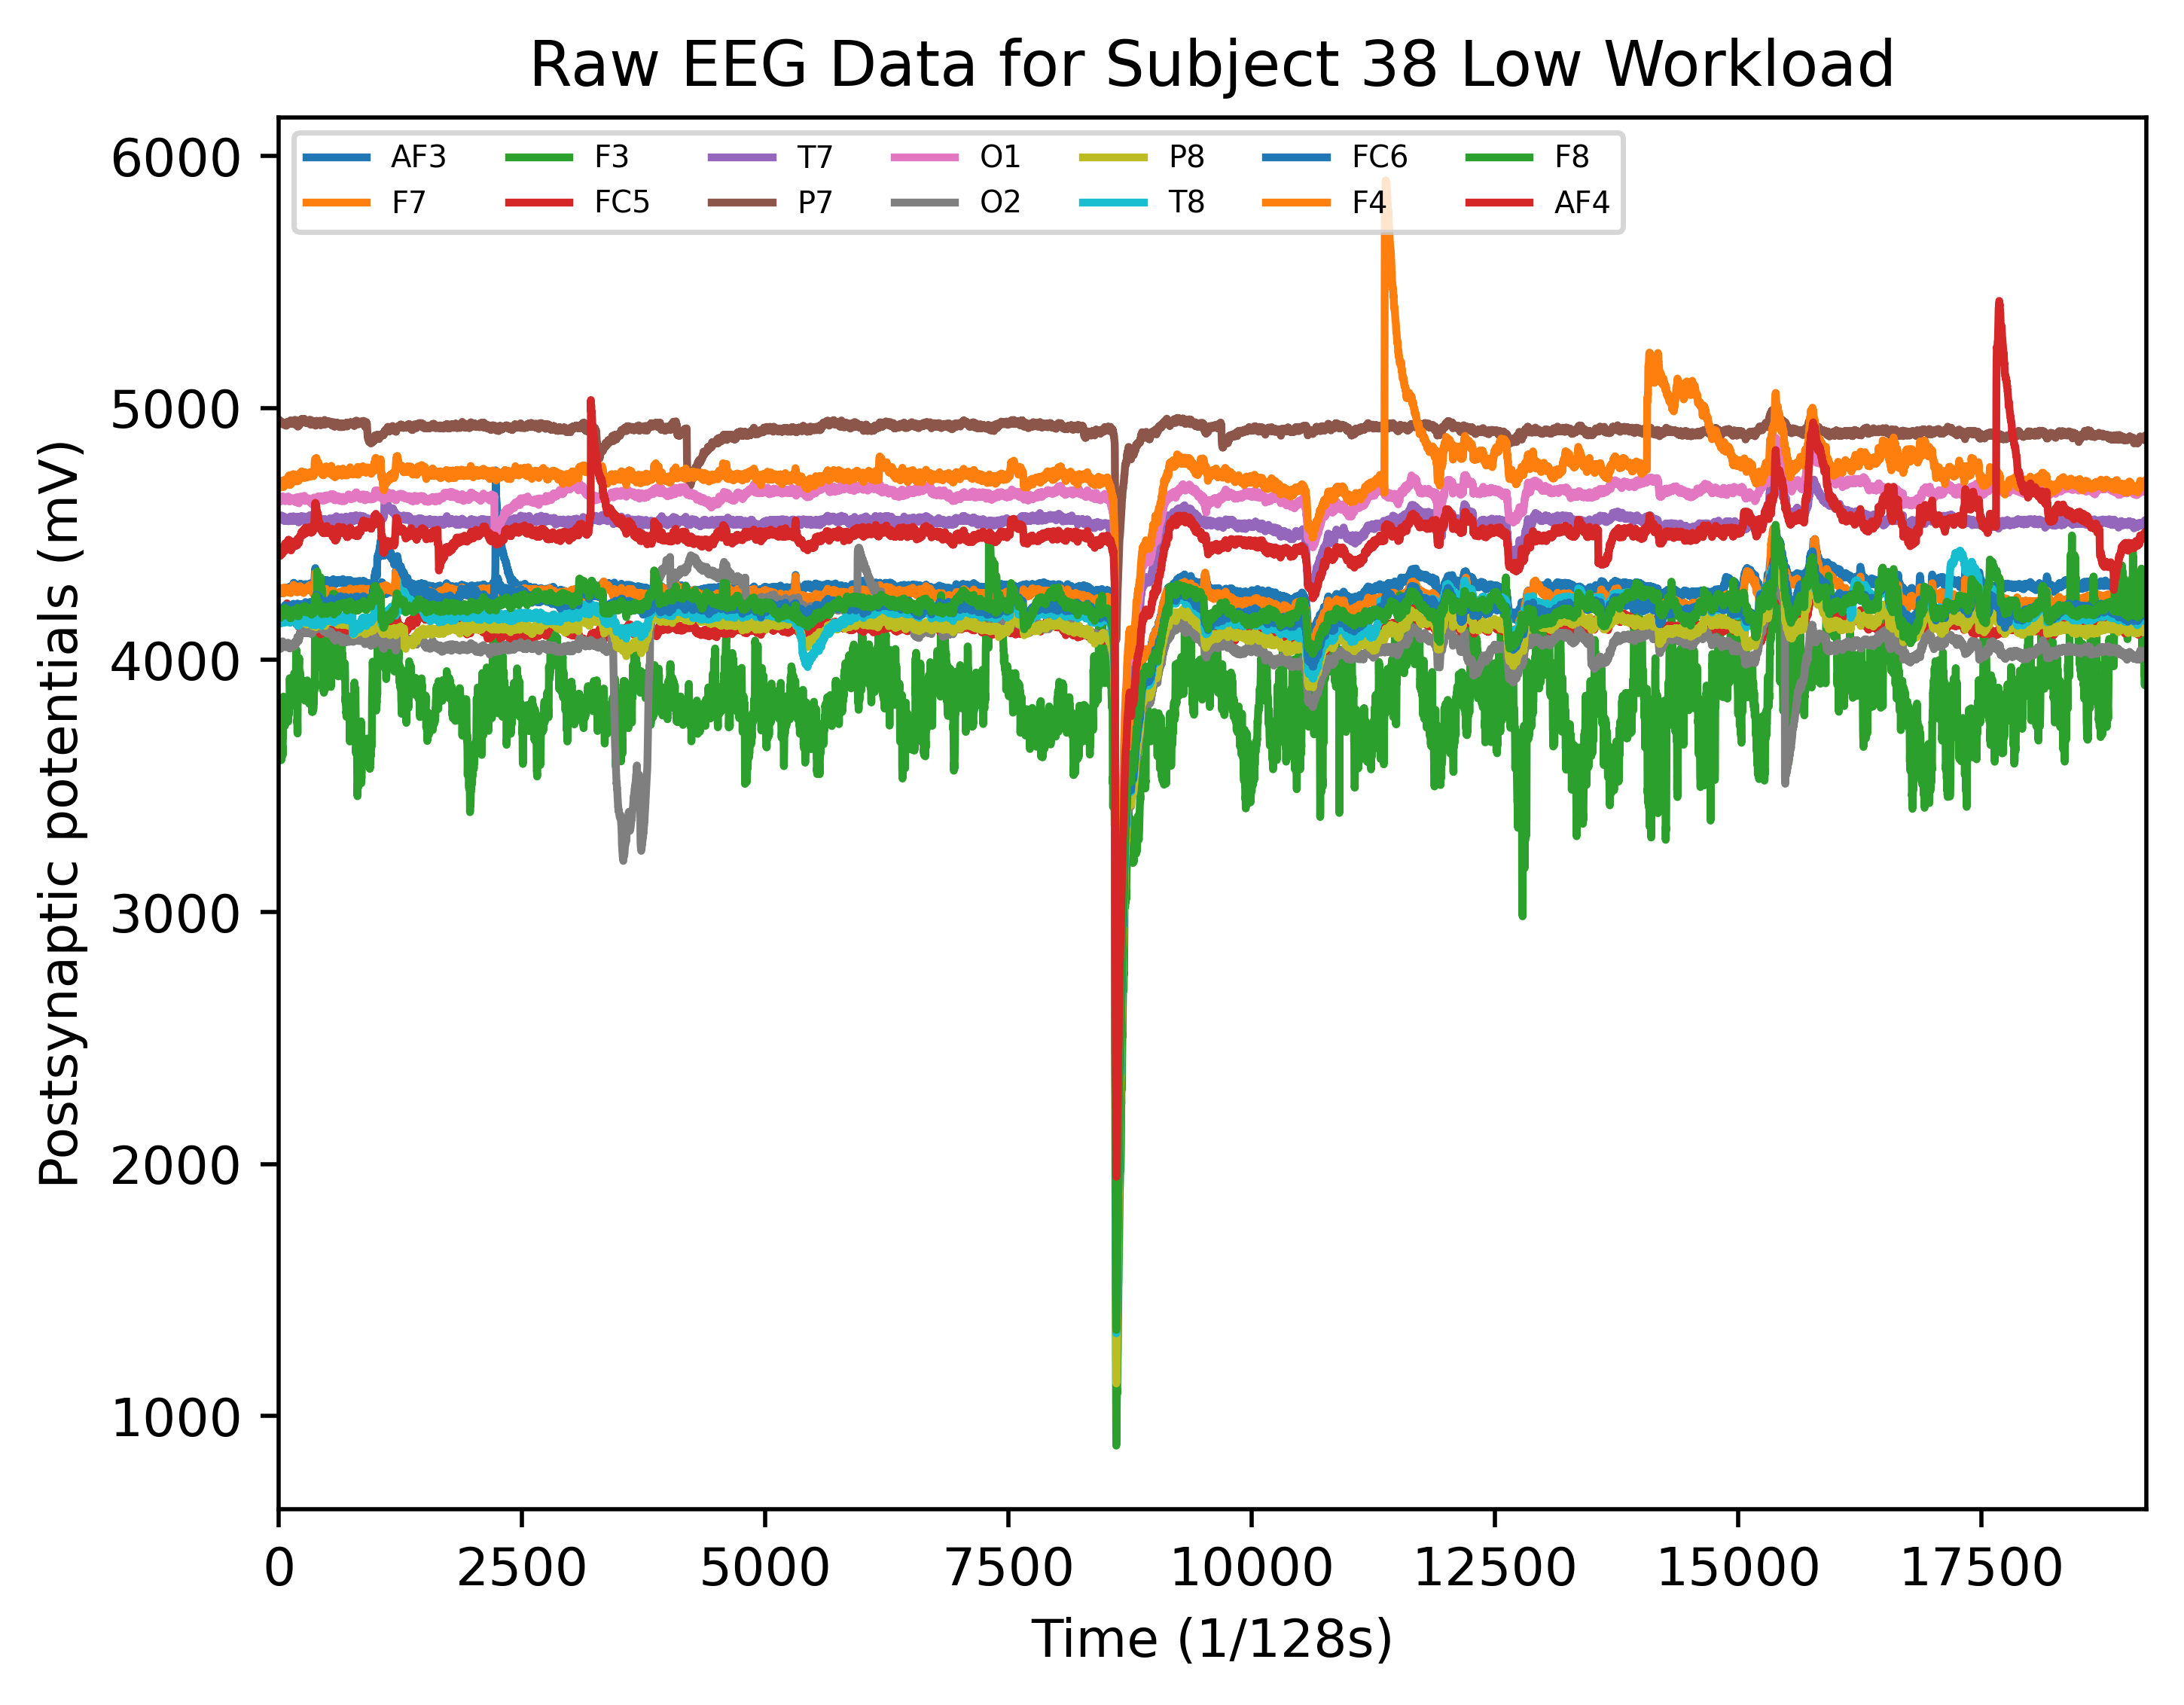 Raw EEG Data for Subject 38 Low Workload
6000
5000
4000
3000
2000
1000
Postsynaptic potentials (mV)
AF3 F3 T7 O1 P8 FC6 F8
F7 FC5 P7 O2 T8 F4 AF4
0 2500 5000 7500 10000 12500 15000 17500
Time (1/128s)